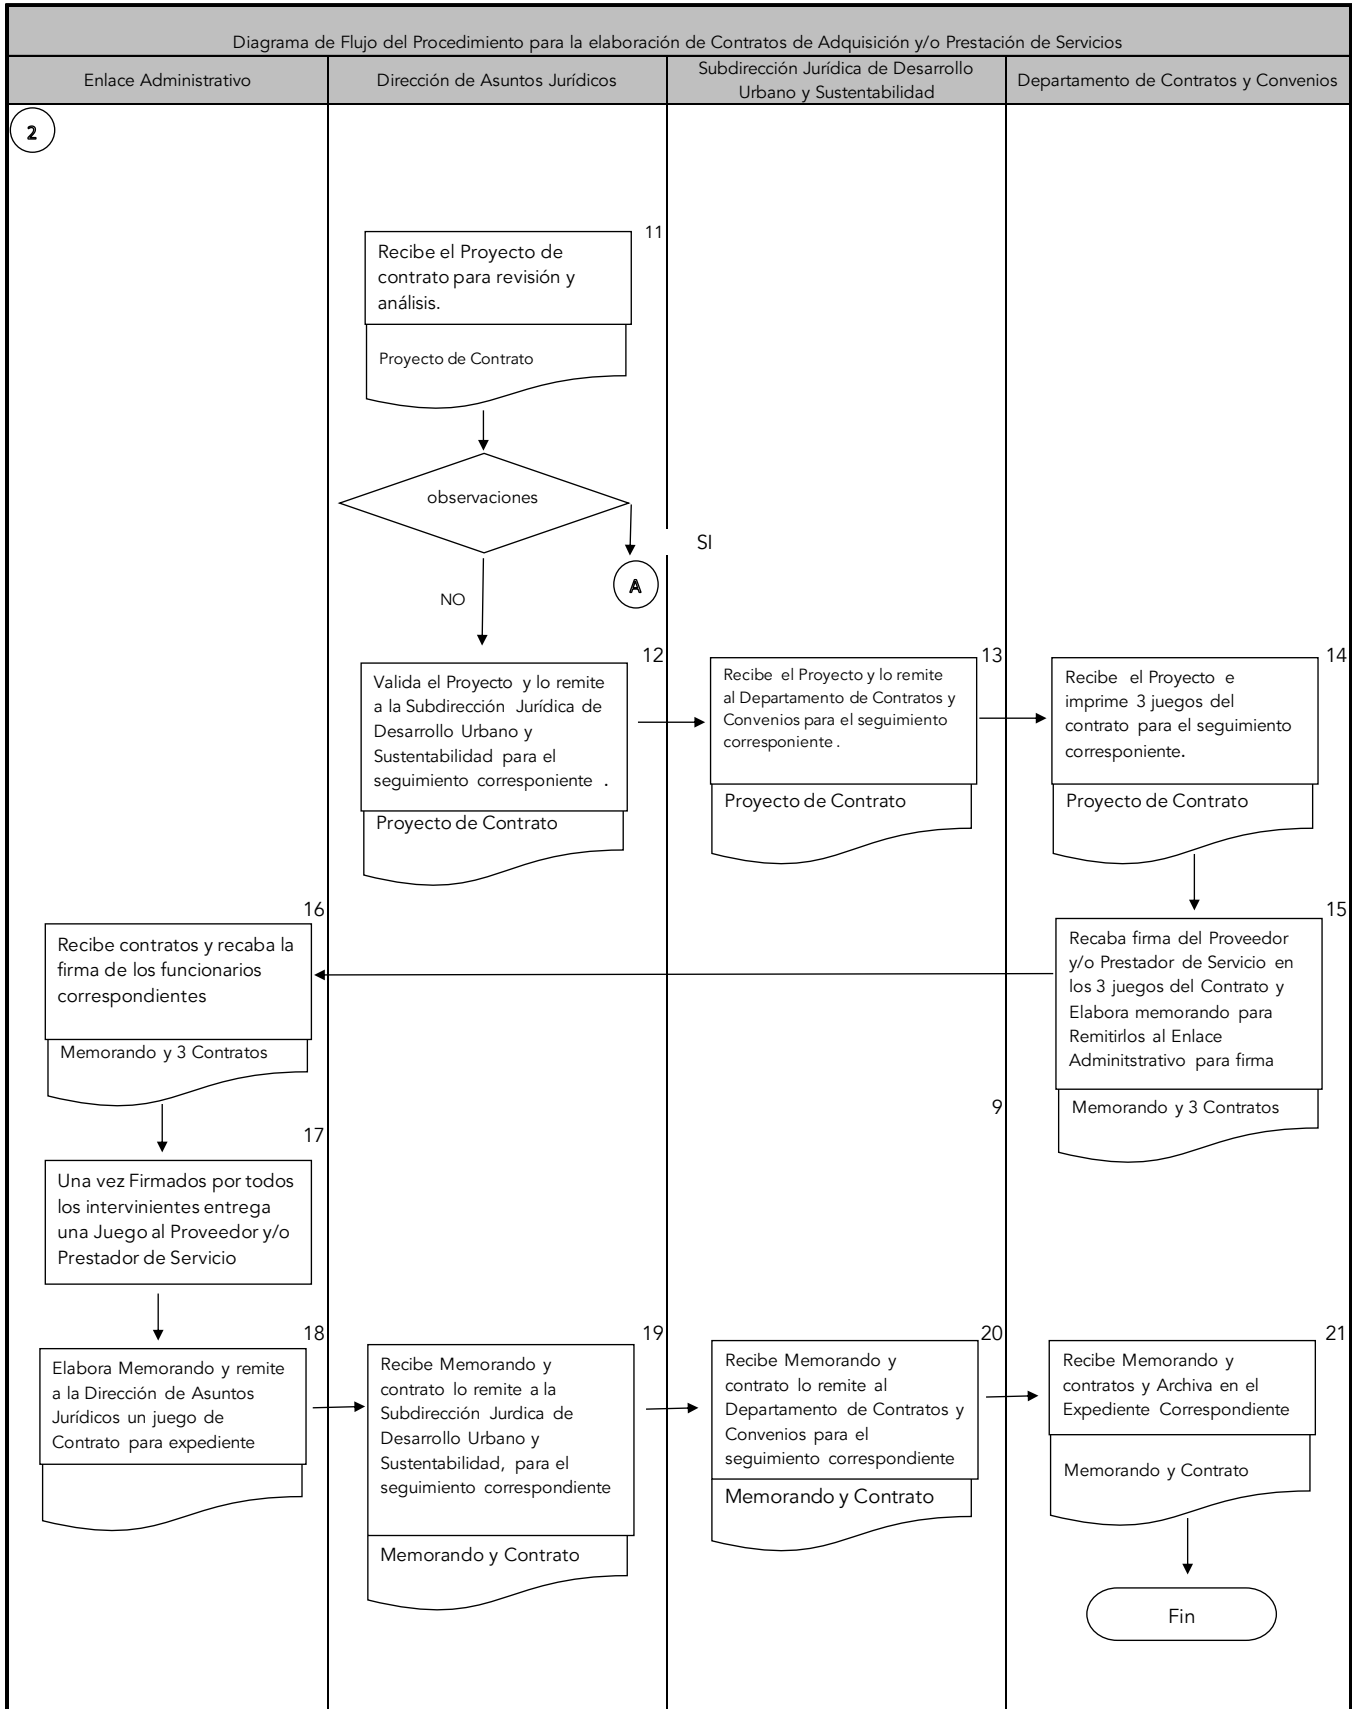 Diagrama de Flujo del Procedimiento para la elaboración de Contratos de Adquisición y/o Prestación de Servicios
Enlace Administrativo
Dirección de Asuntos Jurídicos
Subdirección Jurídica de Desarrollo
Urbano y Sustentabilidad
Departamento de Contratos y Convenios
2
11
Recibe el Proyecto de
contrato para revisión y
análisis.
Proyecto de Contrato
observaciones
SI
A
NO
12
Valida el Proyecto y lo remite
a la Subdirección Jurídica de
Desarrollo Urbano y
Sustentabilidad para el
seguimiento corresponiente .
Proyecto de Contrato
13
Recibe el Proyecto y lo remite
al Departamento de Contratos y
Convenios para el seguimiento
corresponiente .
Proyecto de Contrato
14
Recibe el Proyecto e
imprime 3 juegos del
contrato para el seguimiento
corresponiente.
Proyecto de Contrato
15
Recaba firma del Proveedor
y/o Prestador de Servicio en
los 3 juegos del Contrato y
Elabora memorando para
Remitirlos al Enlace
Adminitstrativo para firma
Memorando y 3 Contratos
9
16
Recibe contratos y recaba la
firma de los funcionarios
correspondientes
Memorando y 3 Contratos
17
Una vez Firmados por todos
los intervinientes entrega
una Juego al Proveedor y/o
Prestador de Servicio
18
Elabora Memorando y remite
a la Dirección de Asuntos
Jurídicos un juego de
Contrato para expediente
19
Recibe Memorando y
contrato lo remite a la
Subdirección Jurdica de
Desarrollo Urbano y
Sustentabilidad, para el
seguimiento correspondiente
Memorando y Contrato
20
Recibe Memorando y
contrato lo remite al
Departamento de Contratos y
Convenios para el
seguimiento correspondiente
Memorando y Contrato
21
Recibe Memorando y
contratos y Archiva en el
Expediente Correspondiente
Memorando y Contrato
Fin